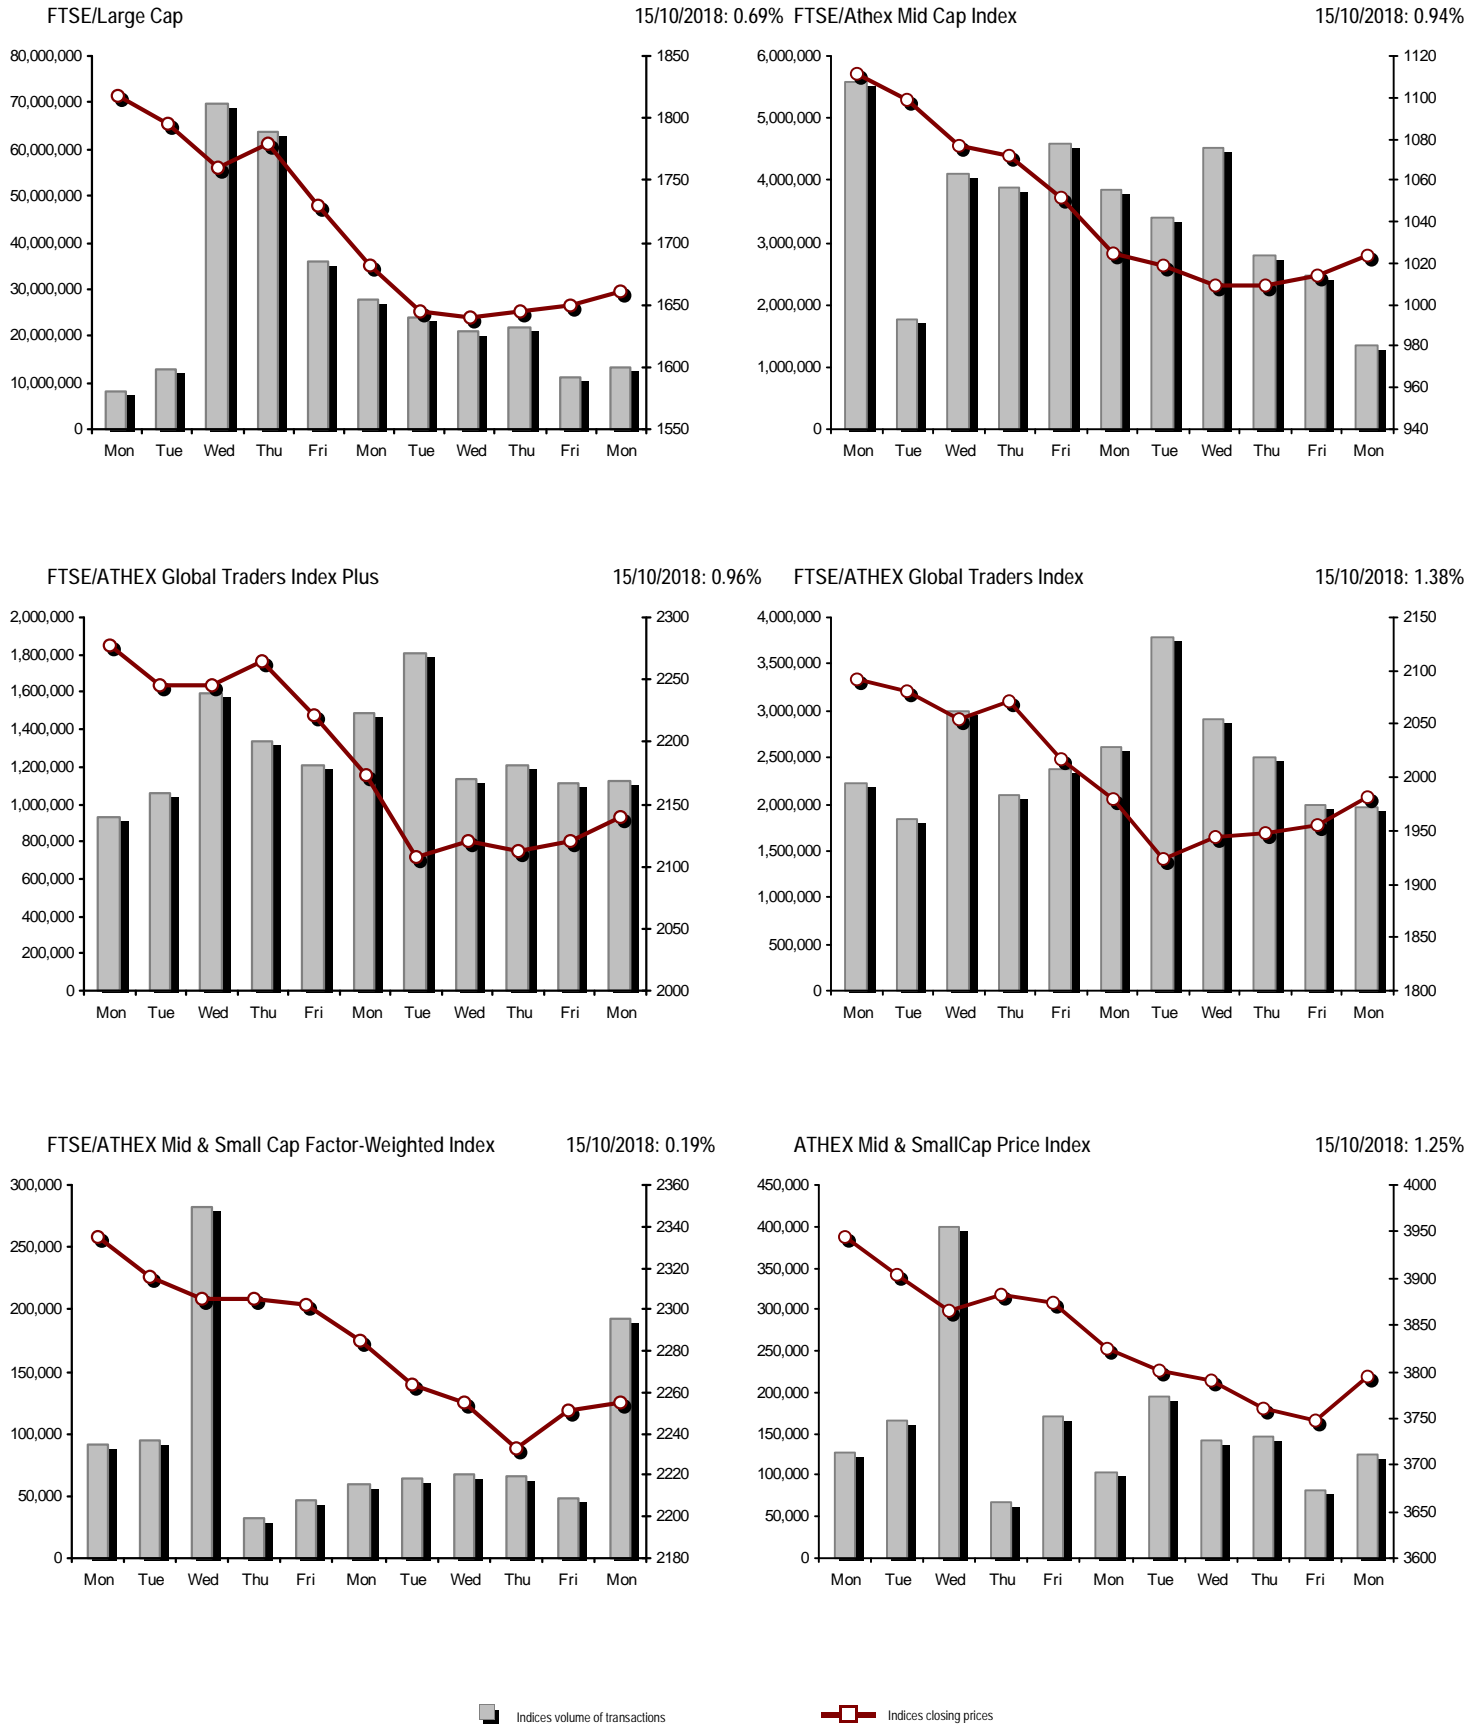 FTSE/Large Cap 15/10/2018: 0.69% FTSE/Athex Mid Cap Index 15/10/2018: 0.94%
80,000,000 1850 6,000,000 1120
70,000,000 1800 5,000,000 1100
60,000,000 1750 4,000,000 1080
50,000,000 1700 3,000,000 1060
40,000,000 1650 2,000,000 1040
30,000,000 1600 1,000,000 1020
20,000,000 1550 0 1000
10,000,000 980
0 960
940
Mon Tue Wed Thu Fri Mon Tue Wed Thu Fri Mon Mon Tue Wed Thu Fri Mon Tue Wed Thu Fri Mon
FTSE/ATHEX Global Traders Index Plus 15/10/2018: 0.96% FTSE/ATHEX Global Traders Index 15/10/2018: 1.38%
2,000,000 2300 4,000,000 2150
1,800,000 2250 3,500,000 2100
1,600,000 2200 3,000,000 2050
1,400,000 2150 2,500,000 2000
1,200,000 2100 2,000,000 1950
1,000,000 2050 1,500,000 1900
800,000 2000 1,000,000 1850
600,000 500,000 1800
400,000 0
200,000
0
Mon Tue Wed Thu Fri Mon Tue Wed Thu Fri Mon Mon Tue Wed Thu Fri Mon Tue Wed Thu Fri Mon
FTSE/ATHEX Mid & Small Cap Factor-Weighted Index 15/10/2018: 0.19% ATHEX Mid & SmallCap Price Index 15/10/2018: 1.25%
300,000 2360 450,000 4000
250,000 2340 400,000 3950
200,000 2320 350,000 3900
150,000 2300 300,000 3850
100,000 2280 250,000 3800
50,000 2260 200,000 3750
0 2240 150,000 3700
2220 100,000 3650
2200 50,000 3600
2180 0
Mon Tue Wed Thu Fri Mon Tue Wed Thu Fri Mon Mon Tue Wed Thu Fri Mon Tue Wed Thu Fri Mon
Indices volume of transactions Indices closing prices